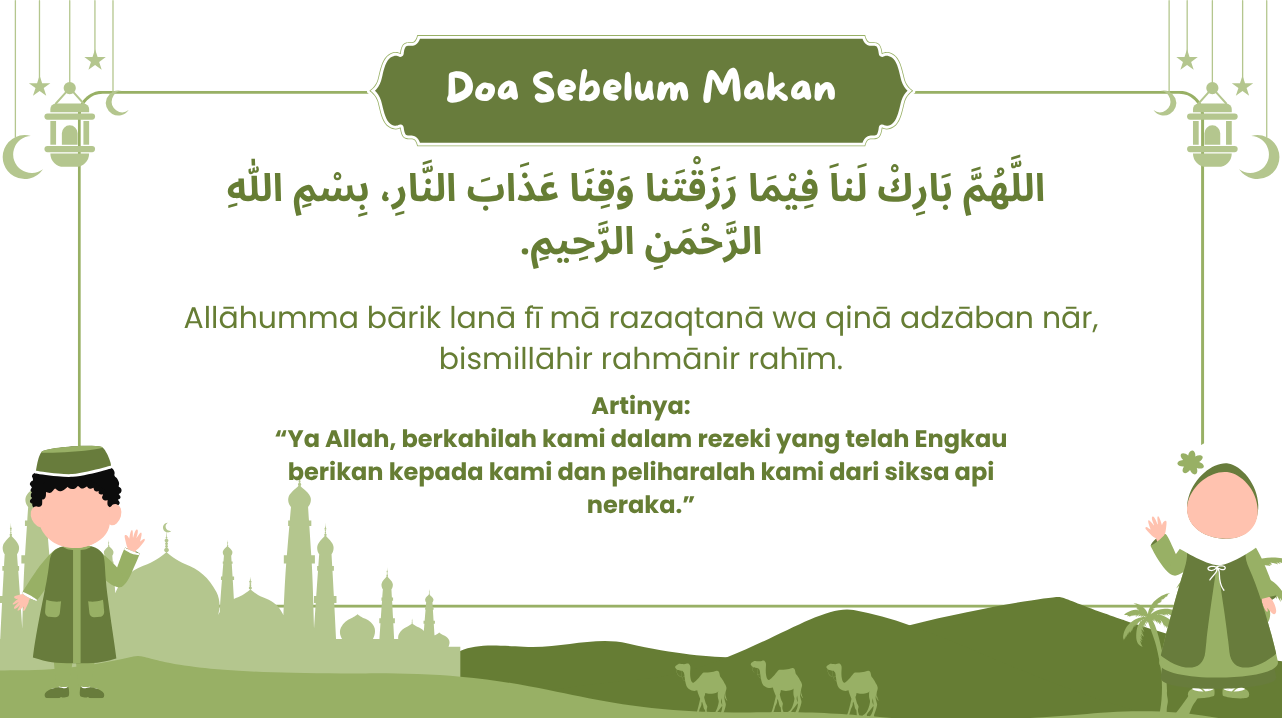 Doa Sebelum Makan
اللَّهُمَّ بَارِكْ لَناَ فِيْمَا رَزَقْتَنا وَقِنَا عَذَابَ النَّارِ، بِسْمِ اللّٰهِ
الرَّحْمَنِ الرَّحِيمِ.
Allāhumma bārik lanā fī mā razaqtanā wa qinā adzāban nār,
bismillāhir rahmānir rahīm.
Artinya:
“Ya Allah, berkahilah kami dalam rezeki yang telah Engkau
berikan kepada kami dan peliharalah kami dari siksa api
neraka.”